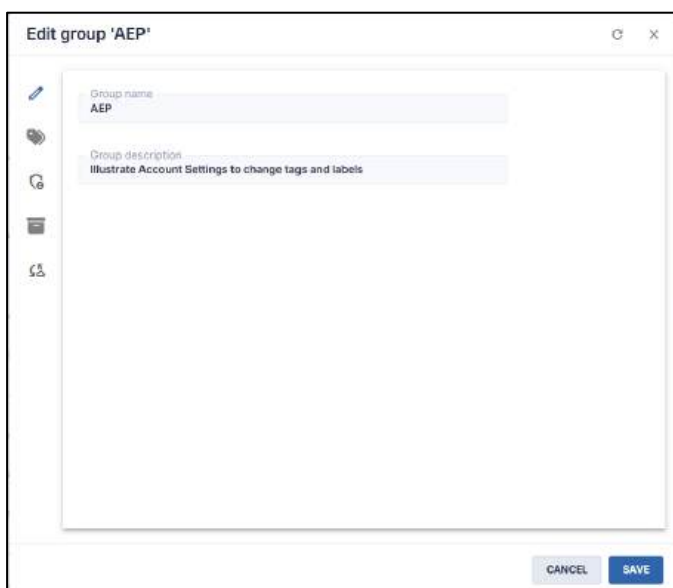 Edit group 'AEP'
Group name
AEP
Group description
Illustrate Account Settings to change tags and labels
CANCEL SAVE